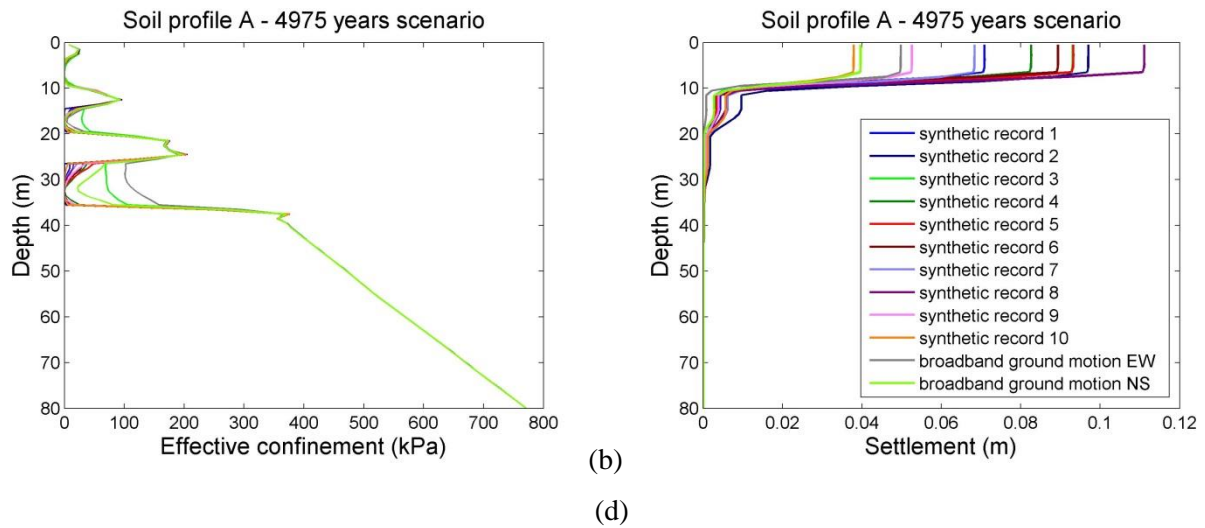 Soil profile A - 4975 years scenario
0
10
20
30
40
50
60
70
80
Depth (m)
0 100 200 300 400 500 600 700 800
Effective confinement (kPa)
(b)
Soil profile A - 4975 years scenario
0
10
20
30
40
50
60
70
80
Depth (m)
synthetic record 1
synthetic record 2
synthetic record 3
synthetic record 4
synthetic record 5
synthetic record 6
synthetic record 7
synthetic record 8
synthetic record 9
synthetic record 10
broadband ground motion EW
broadband ground motion NS
0 0.02 0.04 0.06 0.08 0.1 0.12
Settlement (m)
(d)